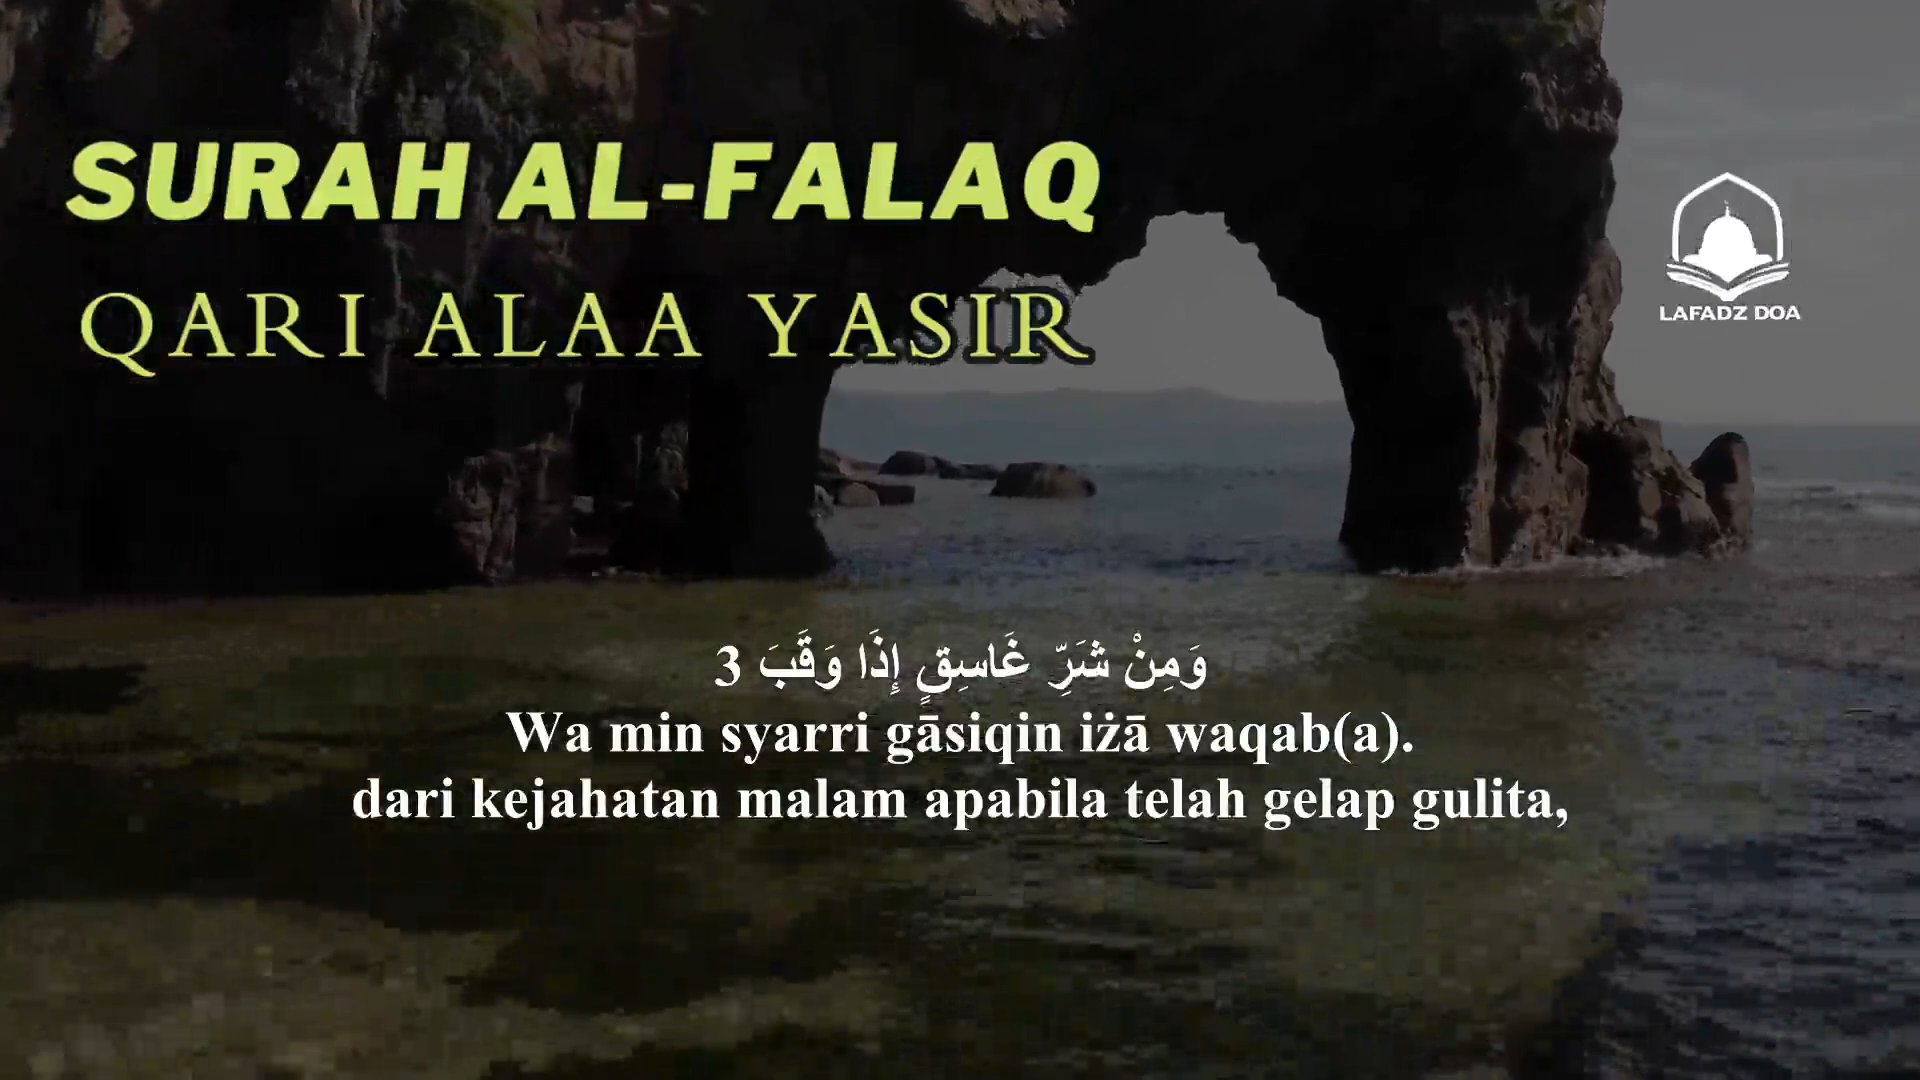 SURAH AL-FALAQ
QARI ALAA YASIR
LAFADZ DOA
وَمِنْ شَرِّ غَاسِقٍ إِذَا وَقَبَ 3
Wa min syarri gāsiqin iżā waqab(a).
dari kejahatan malam apabila telah gelap gulita,